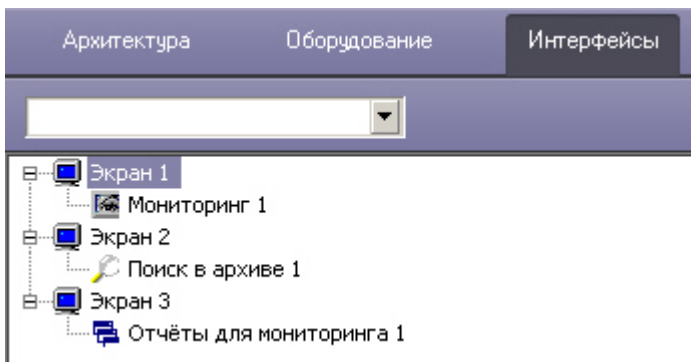 Архитектура Оборудование Интерфейсы
Экран 1
Мониторинг 1
Экран 2
Поиск в архиве 1
Экран 3
Отчёты для мониторинга 1